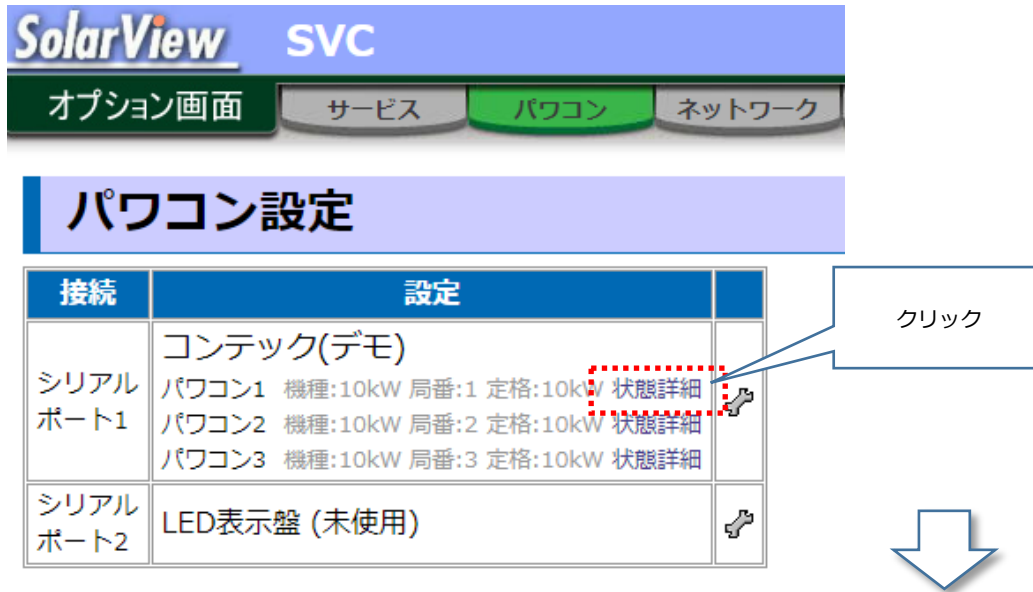 SolarView SVC
オプション画面 サービス パワコン ネットワーク
パワコン設定
接続 設定
クリック
シリアル
ポート1
コンテック(デモ)
パワコン1 機種:10kW 局番:1 定格:10kW 状態詳細
パワコン2 機種:10kW 局番:2 定格:10kW 状態詳細
パワコン3 機種:10kW 局番:3 定格:10kW 状態詳細
シリアル
ポート2
LED表示盤 (未使用)